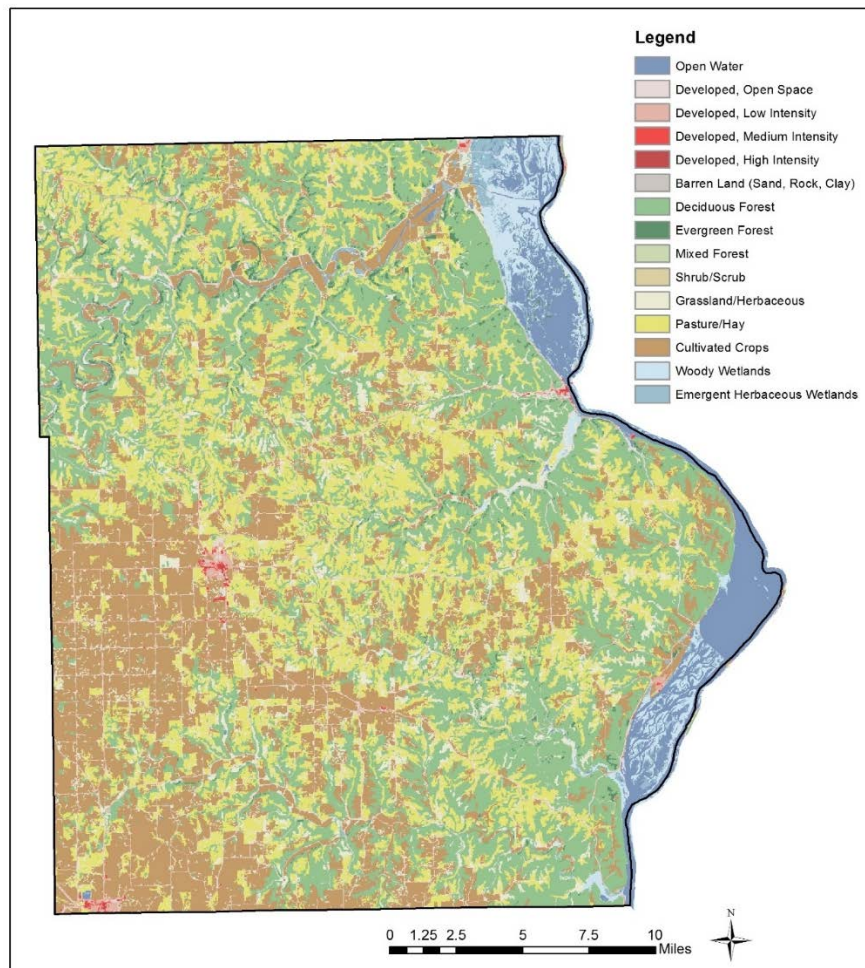 Legend
Open Water
Developed, Open Space
Developed, Low Intensity
Developed, Medium Intensity
Developed, High Intensity
Barren Land (Sand, Rock, Clay)
Deciduous Forest
Evergreen Forest
Mixed Forest
Shrub/Scrub
Grassland/Herbaceous
Pasture/Hay
Cultivated Crops
Woody Wetlands
Emergent Herbaceous Wetlands
N
0 1.25 2.5 5 7.5 10
Miles